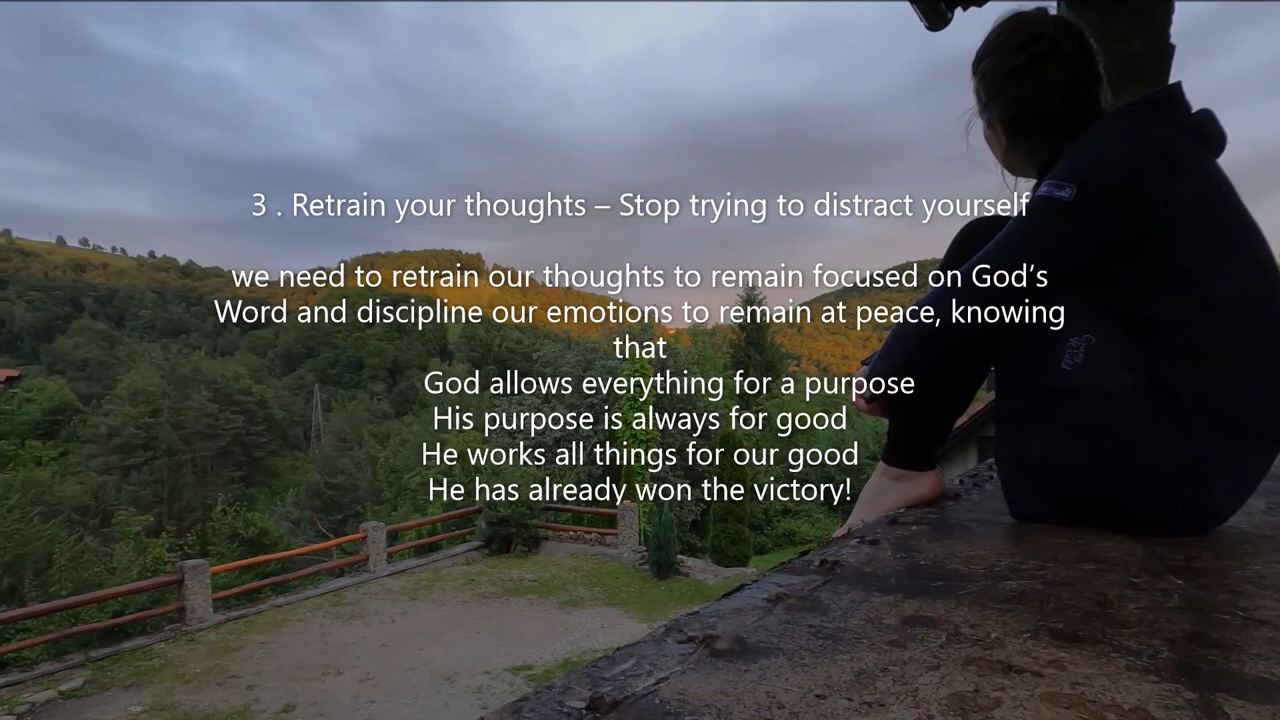 3 . Retrain your thoughts – Stop trying to distract yourself
we need to retrain our thoughts to remain focused on God’s
Word and discipline our emotions to remain at peace, knowing
that
God allows everything for a purpose
His purpose is always for good
He works all things for our good
He has already won the victory!